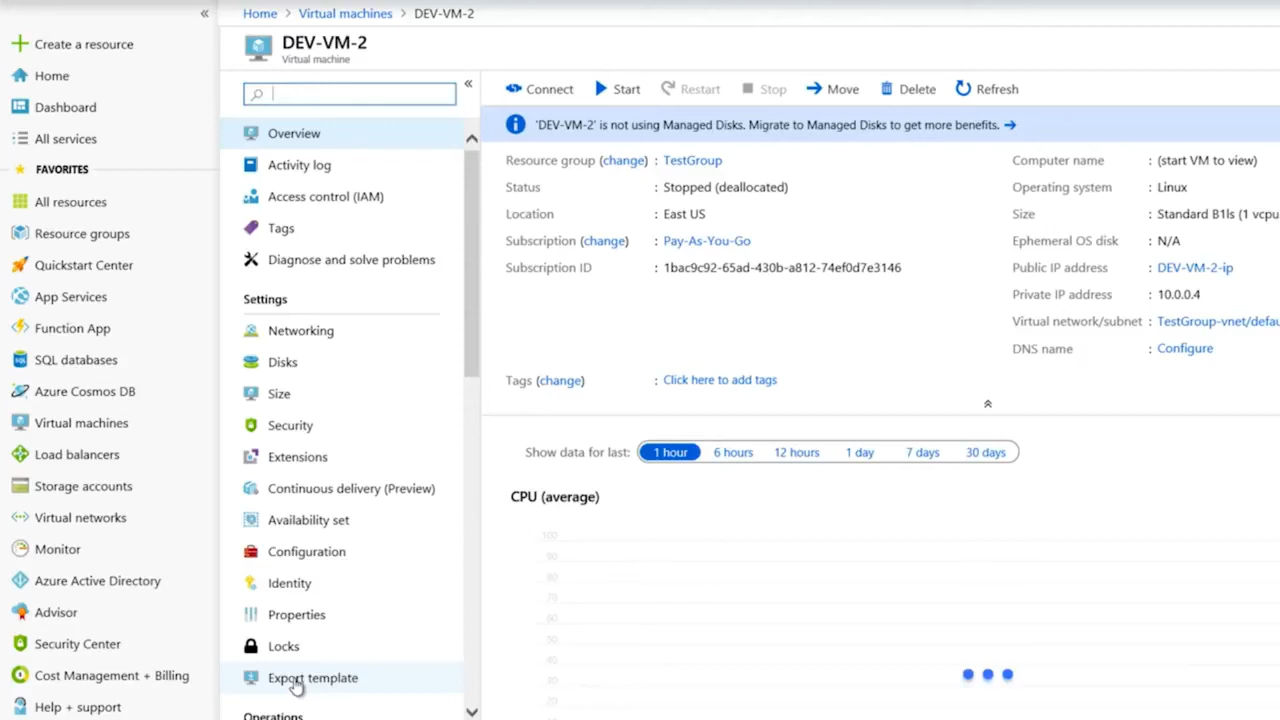 Home > Virtual machines > DEV-VM-2
DEV-VM-2
Virtual machine
Create a resource
Home
Dashboard
All services
FAVORITES
All resources
Resource groups
Quickstart Center
App Services
Function App
SQL databases
Azure Cosmos DB
Virtual machines
Load balancers
Storage accounts
Virtual networks
Monitor
Azure Active Directory
Advisor
Security Center
Cost Management + Billing
Help + support
Overview
Activity log
Access control (IAM)
Tags
Diagnose and solve problems
Settings
Networking
Disks
Size
Security
Extensions
Continuous delivery (Preview)
Availability set
Configuration
Identity
Properties
Locks
Export template
Operations
Connect Start Restart Stop Move Delete Refresh
'DEV-VM-2' is not using Managed Disks. Migrate to Managed Disks to get more benefits. →
Resource group (change) : TestGroup
Status : Stopped (deallocated)
Location : East US
Subscription (change) : Pay-As-You-Go
Subscription ID : 1bac9c92-65ad-430b-a812-74ef0d7e3146
Computer name : (start VM to view)
Operating system : Linux
Size : Standard B1ls (1 vcpu
Ephemeral OS disk : N/A
Public IP address : DEV-VM-2-ip
Private IP address : 10.0.0.4
Virtual network/subnet : TestGroup-vnet/defau
DNS name : Configure
Tags (change) : Click here to add tags
Show data for last: 1 hour 6 hours 12 hours 1 day 7 days 30 days
CPU (average)
100
90
80
70
60
50
40
30
20